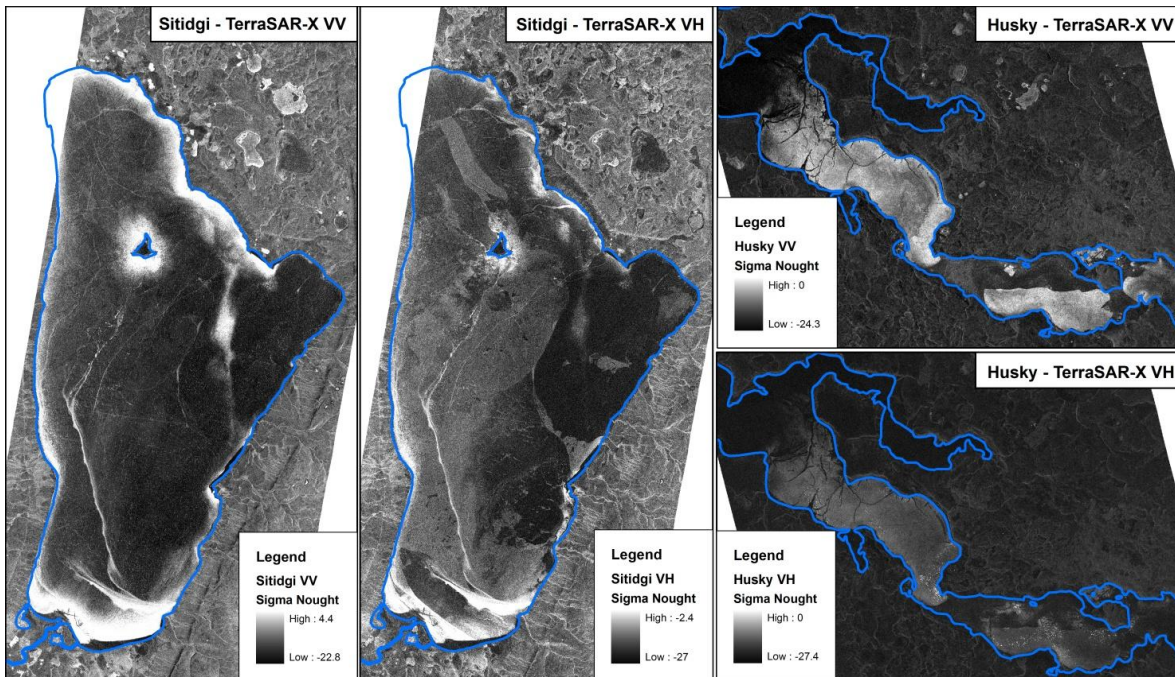 Sitidgi - TerraSAR-X VV
Legend
Sitidgi VV
Sigma Nought
High : 4.4
Low : -22.8
Sitidgi - TerraSAR-X VH
Legend
Sitidgi VH
Sigma Nought
High : -2.4
Low : -27
Husky - TerraSAR-X VV
Legend
Husky VV
Sigma Nought
High : 0
Low : -24.3
Husky - TerraSAR-X VH
Legend
Husky VH
Sigma Nought
High : 0
Low : -27.4